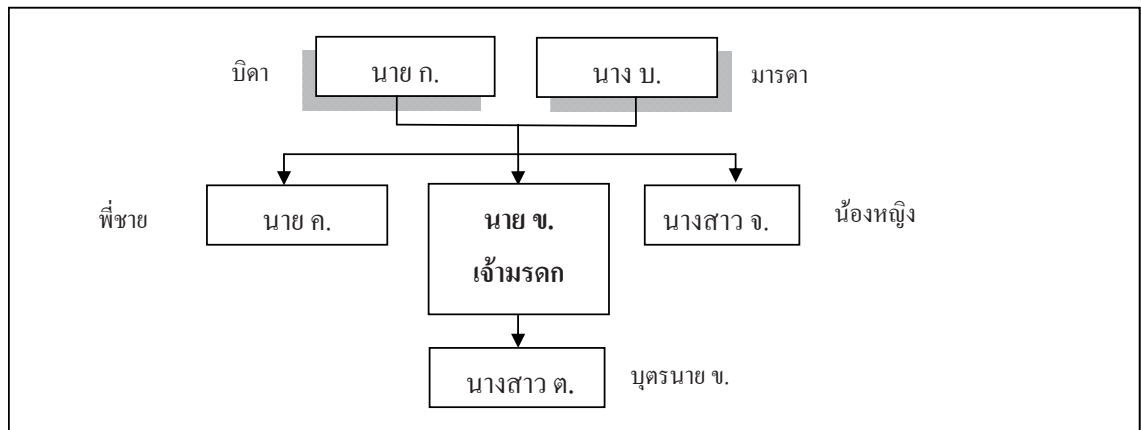 บิดา นาย ก. นาง บ. มารดา
พี่ชาย นาย ค. นาย ข. นางสาว จ. น้องหญิง
เจ้ามรดก
นางสาว ต. บุตรนาย ข.